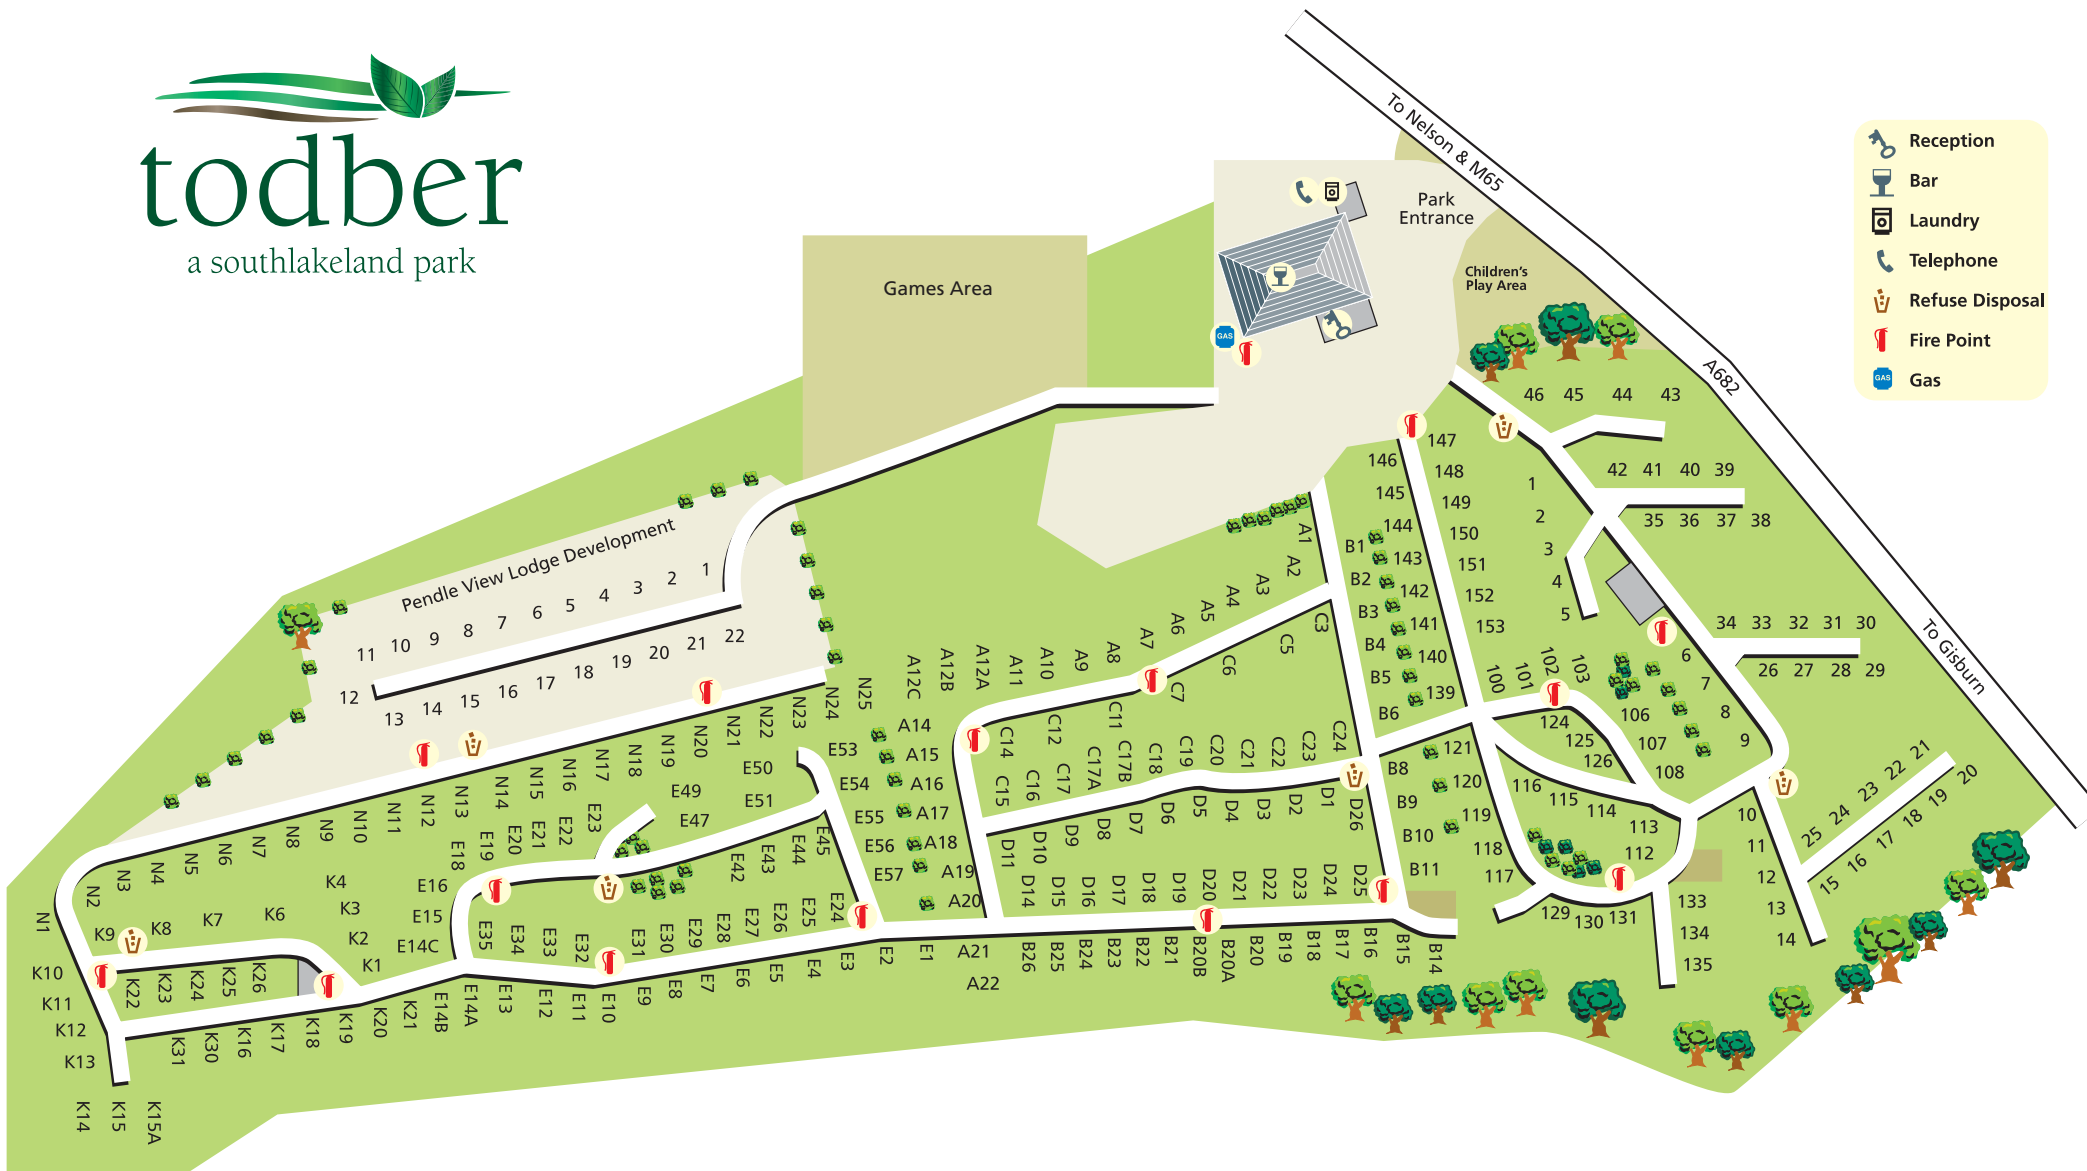 todber
a southlakeland park
To Nelson & M65
A682
To Gisburn
Reception
Bar
Laundry
Telephone
Refuse Disposal
Fire Point
GAS
Gas
Park
Entrance
Children's
Play Area
Games Area
GAS
Pendle View Lodge Development
1
2
3
4
5
6
7
8
9
10
11
12
13
14
15
16
17
18
19
20
21
22
46
45
44
43
42
41
40
39
35
36
37
38
1
2
3
4
5
34
33
32
31
30
26
27
28
29
6
7
8
9
10
11
12
13
14
25
24
23
22
21
15
16
17
18
19
20
147
148
149
150
151
152
153
146
145
144
143
142
141
140
139
B1
B2
B3
B4
B5
B6
100
101
102
103
124
125
126
106
107
108
121
120
119
118
117
116
115
114
113
112
129
130
131
133
134
135
B8
B9
B10
B11
A1
A2
A3
A4
A5
A6
A7
A8
A9
A10
A11
A12A
A12B
A12C
C3
C5
C6
C7
C11
C12
C14
C15
C16
C17
C17A
C17B
C18
C19
C20
C21
C22
C23
C24
D26
D1
D2
D3
D4
D5
D6
D7
D8
D9
D10
D11
D14
D15
D16
D17
D18
D19
D20
D21
D22
D23
D24
D25
A14
A15
A16
A17
A18
A19
A20
A21
A22
B26
B25
B24
B23
B22
B21
B20B
B20A
B20
B19
B18
B17
B16
B15
B14
N25
N24
N23
N22
N21
N20
N19
N18
N17
N16
N15
N14
N13
N12
N11
N10
N9
N8
N7
N6
N5
N4
N3
N2
N1
E53
E54
E55
E56
E57
E50
E51
E49
E47
E45
E44
E43
E42
E23
E22
E21
E20
E19
E18
E16
E15
E14C
E35
E34
E33
E32
E31
E30
E29
E28
E27
E26
E25
E24
E1
E2
E3
E4
E5
E6
E7
E8
E9
E10
E11
E12
E13
E14A
E14B
K4
K3
K2
K1
K6
K7
K8
K9
K10
K11
K12
K13
K14
K15
K15A
K22
K23
K24
K25
K26
K31
K30
K16
K17
K18
K19
K20
K21